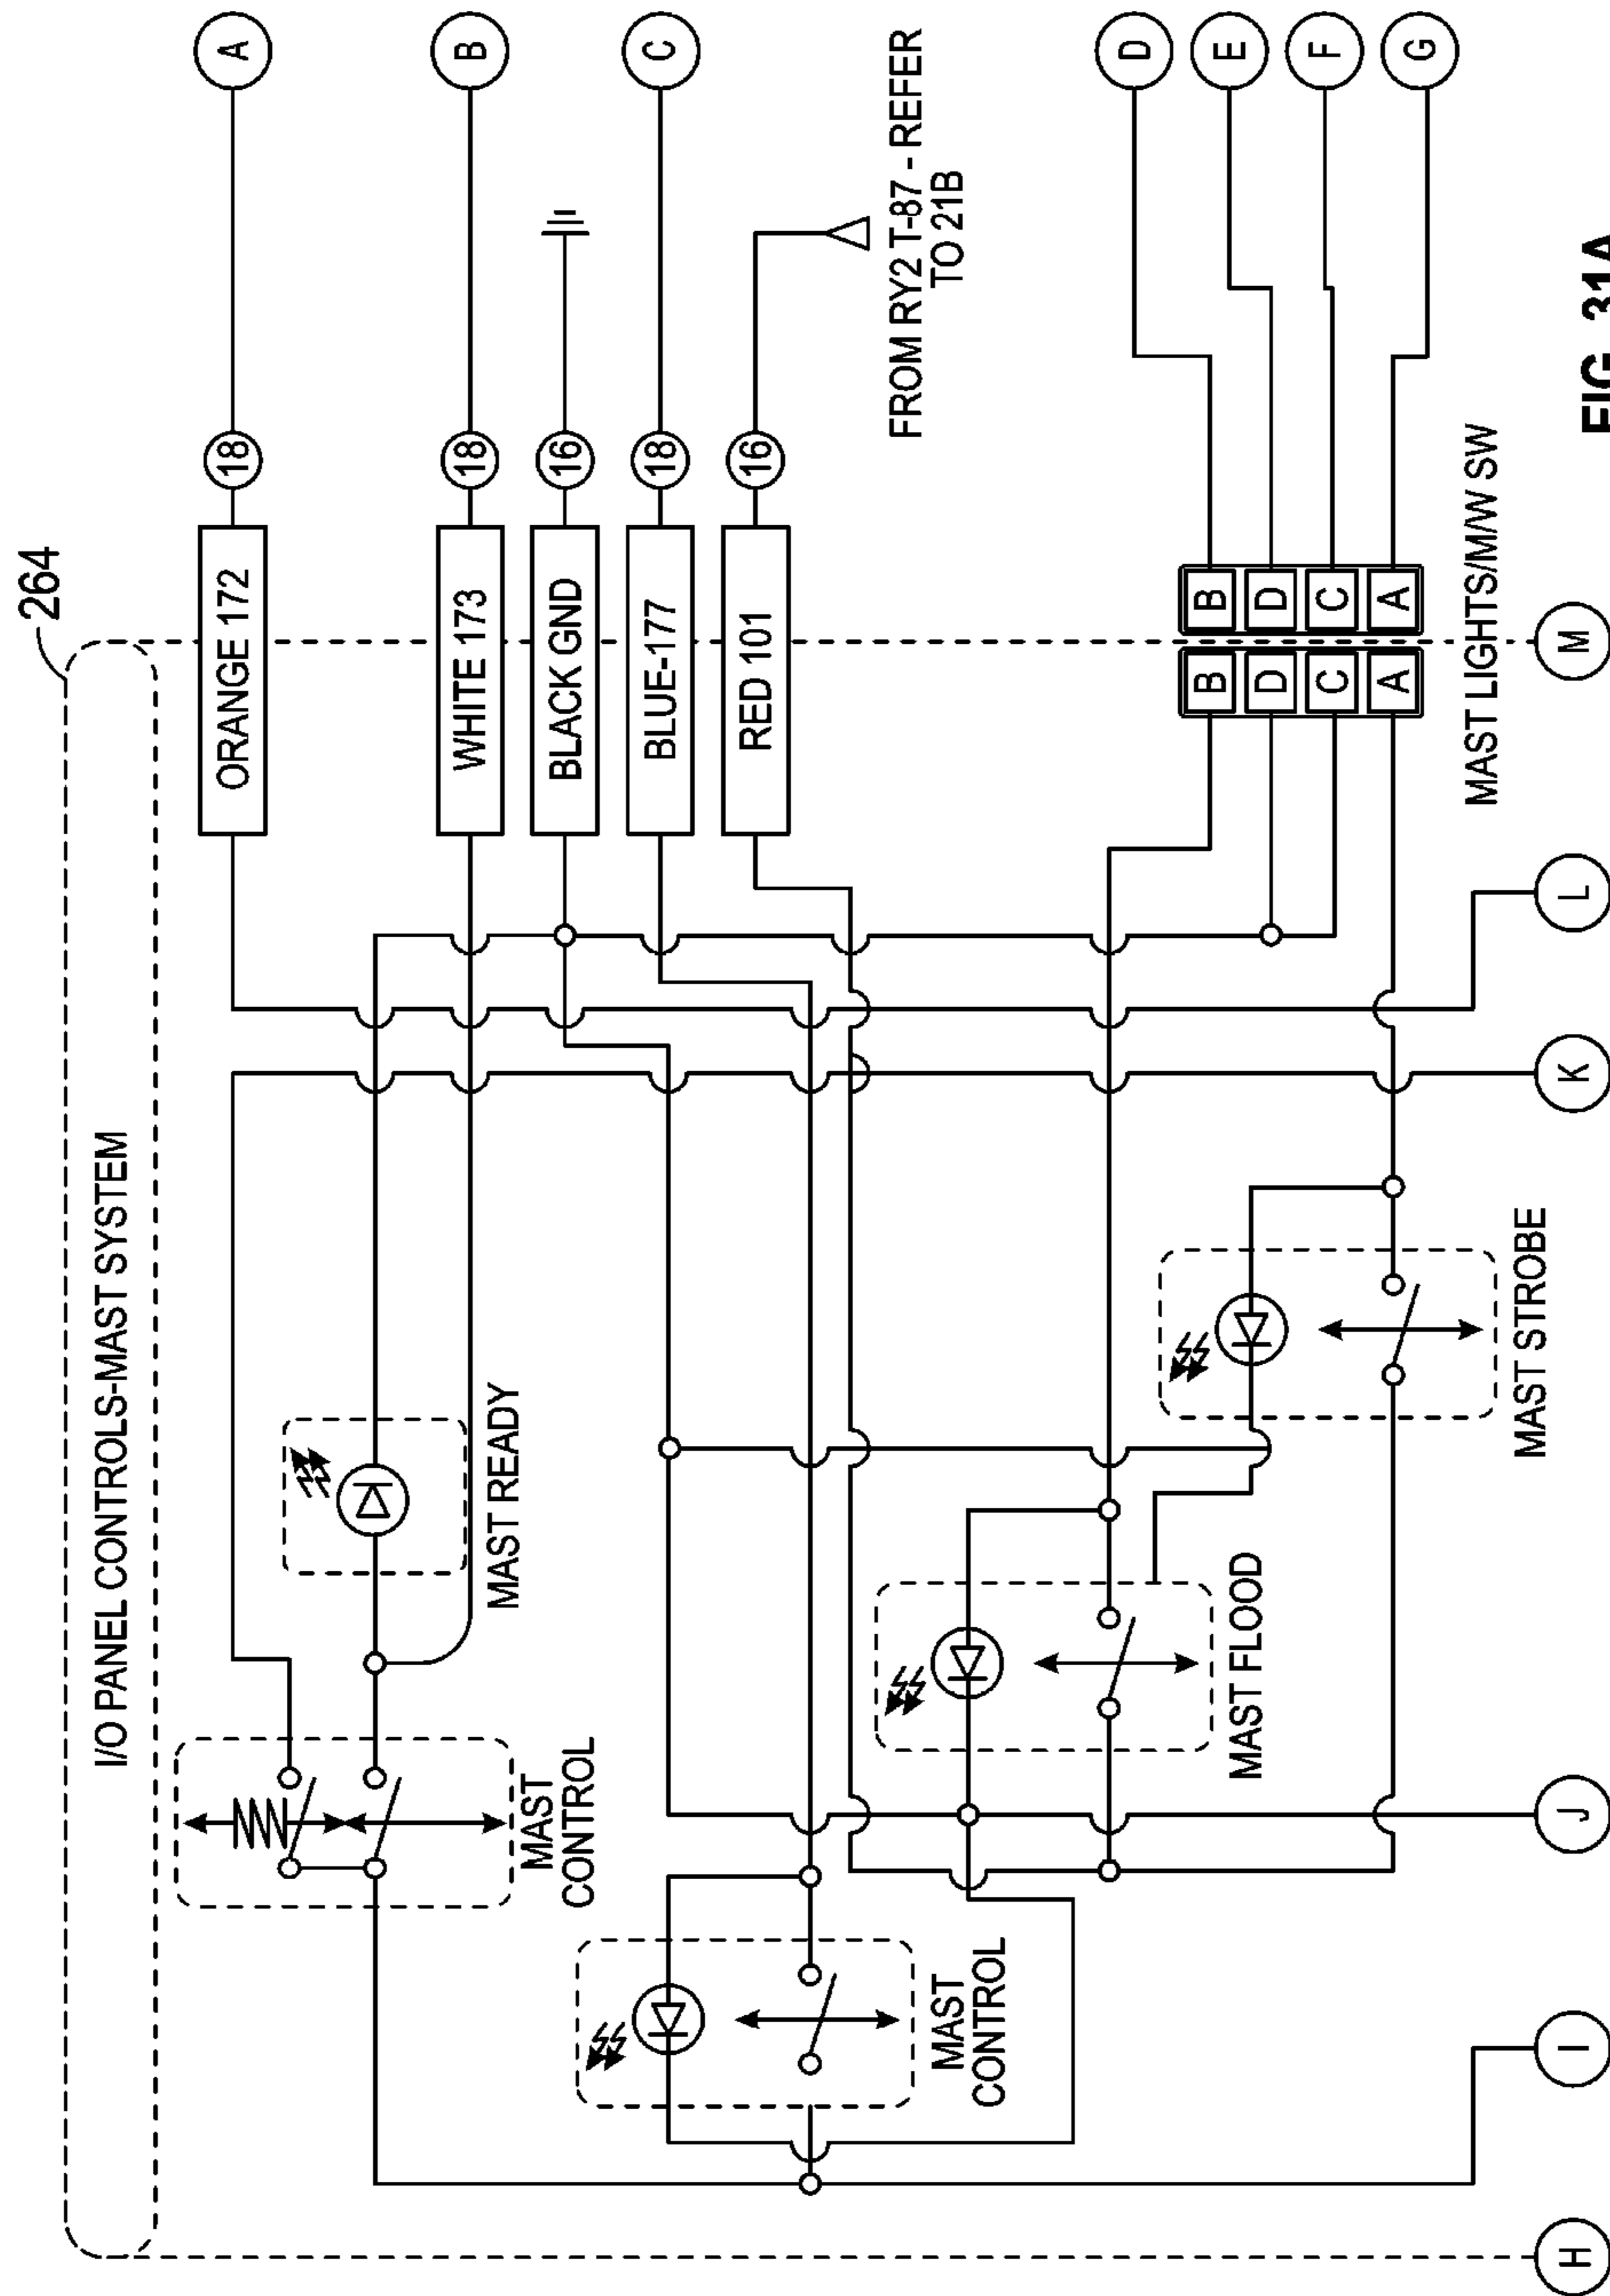 264
I/O PANEL CONTROLS-MAST SYSTEM
ORANGE 172 18 A
WHITE 173 18 B
MAST READY
MAST
CONTROL
BLACK GND 16
BLUE-177 18 C
RED 101 16
FROM RY2 T-87 - REFER
TO 21B
MAST
CONTROL
D
B B
E
MAST FLOOD
D D
F
C C
A A
G
MAST LIGHTS/M/W SW
MAST STROBE
H I J K L M
FIG. 31A